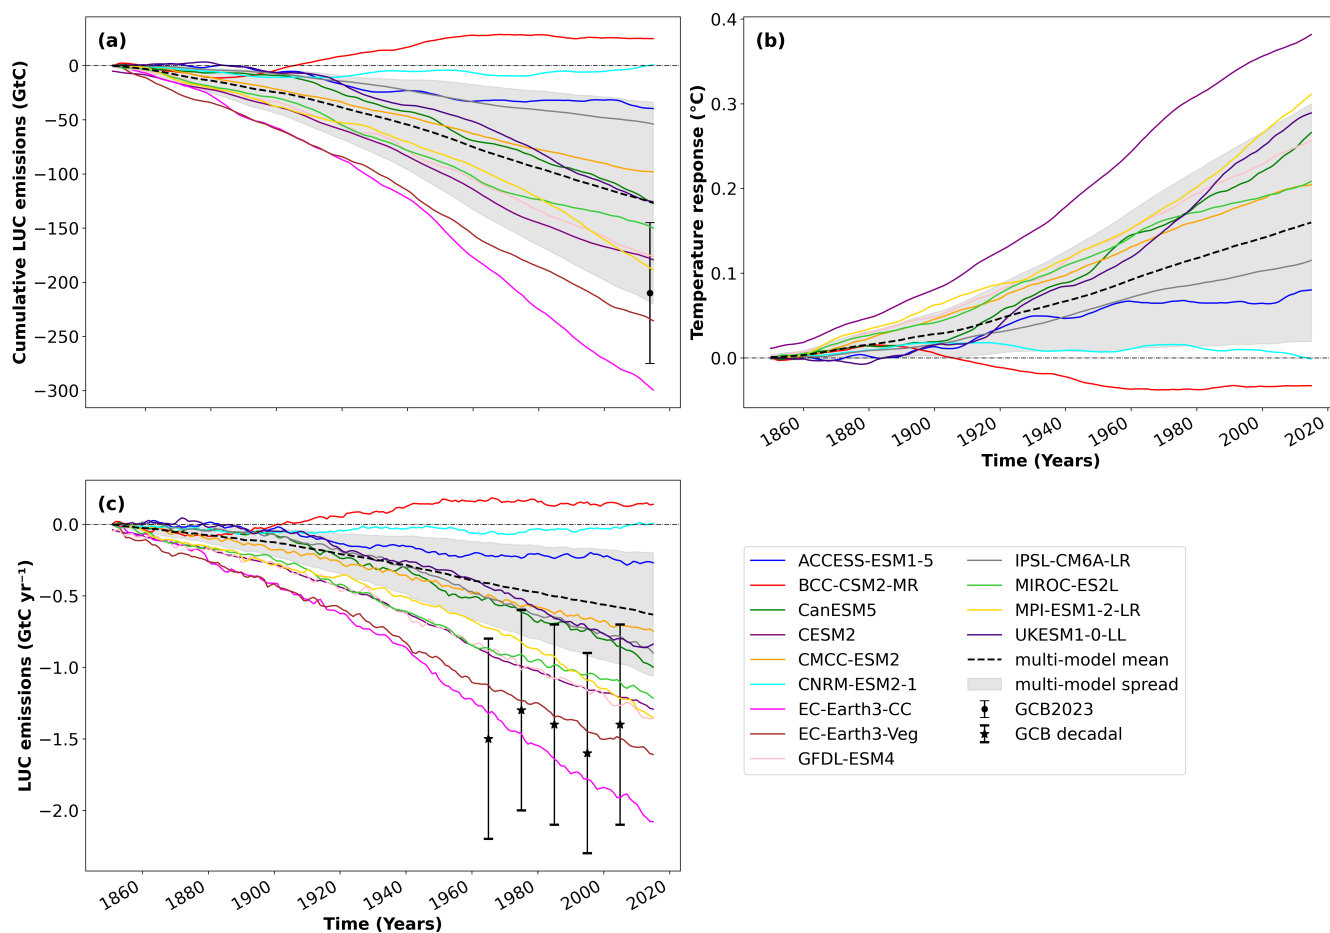 (a)
Cumulative LUC emissions (GtC)
0
−50
−100
−150
−200
−250
−300
(b)
Temperature response (°C)
0.4
0.3
0.2
0.1
0.0
1860 1880 1900 1920 1940 1960 1980 2000 2020
Time (Years)
(c)
LUC emissions (GtC yr⁻¹)
0.0
−0.5
−1.0
−1.5
−2.0
1860 1880 1900 1920 1940 1960 1980 2000 2020
Time (Years)
ACCESS-ESM1-5
BCC-CSM2-MR
CanESM5
CESM2
CMCC-ESM2
CNRM-ESM2-1
EC-Earth3-CC
EC-Earth3-Veg
GFDL-ESM4
IPSL-CM6A-LR
MIROC-ES2L
MPI-ESM1-2-LR
UKESM1-0-LL
multi-model mean
multi-model spread
GCB2023
GCB decadal